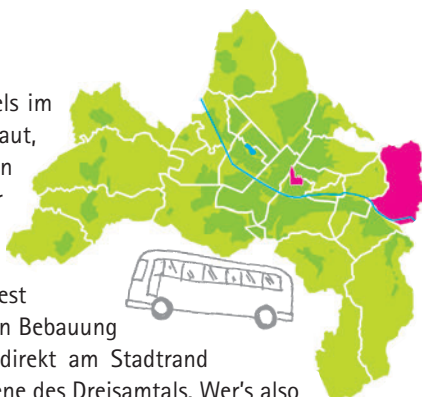 els im
aut,
n
r
est
n Bebauung
direkt am Stadtrand
ene des Dreisamtals. Wer's also